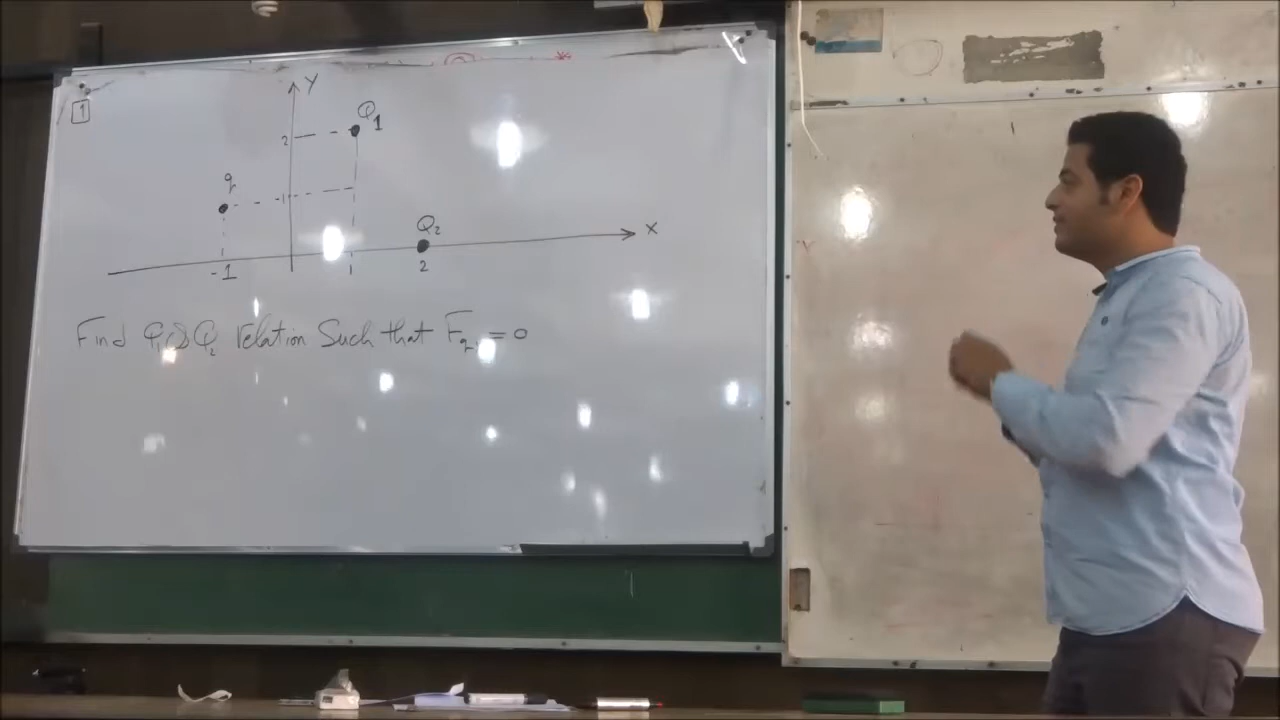 1
Y
Q1
2
q
1
Q2
X
-1
1
2
Find Q1 & Q2 relation Such that Fq = 0